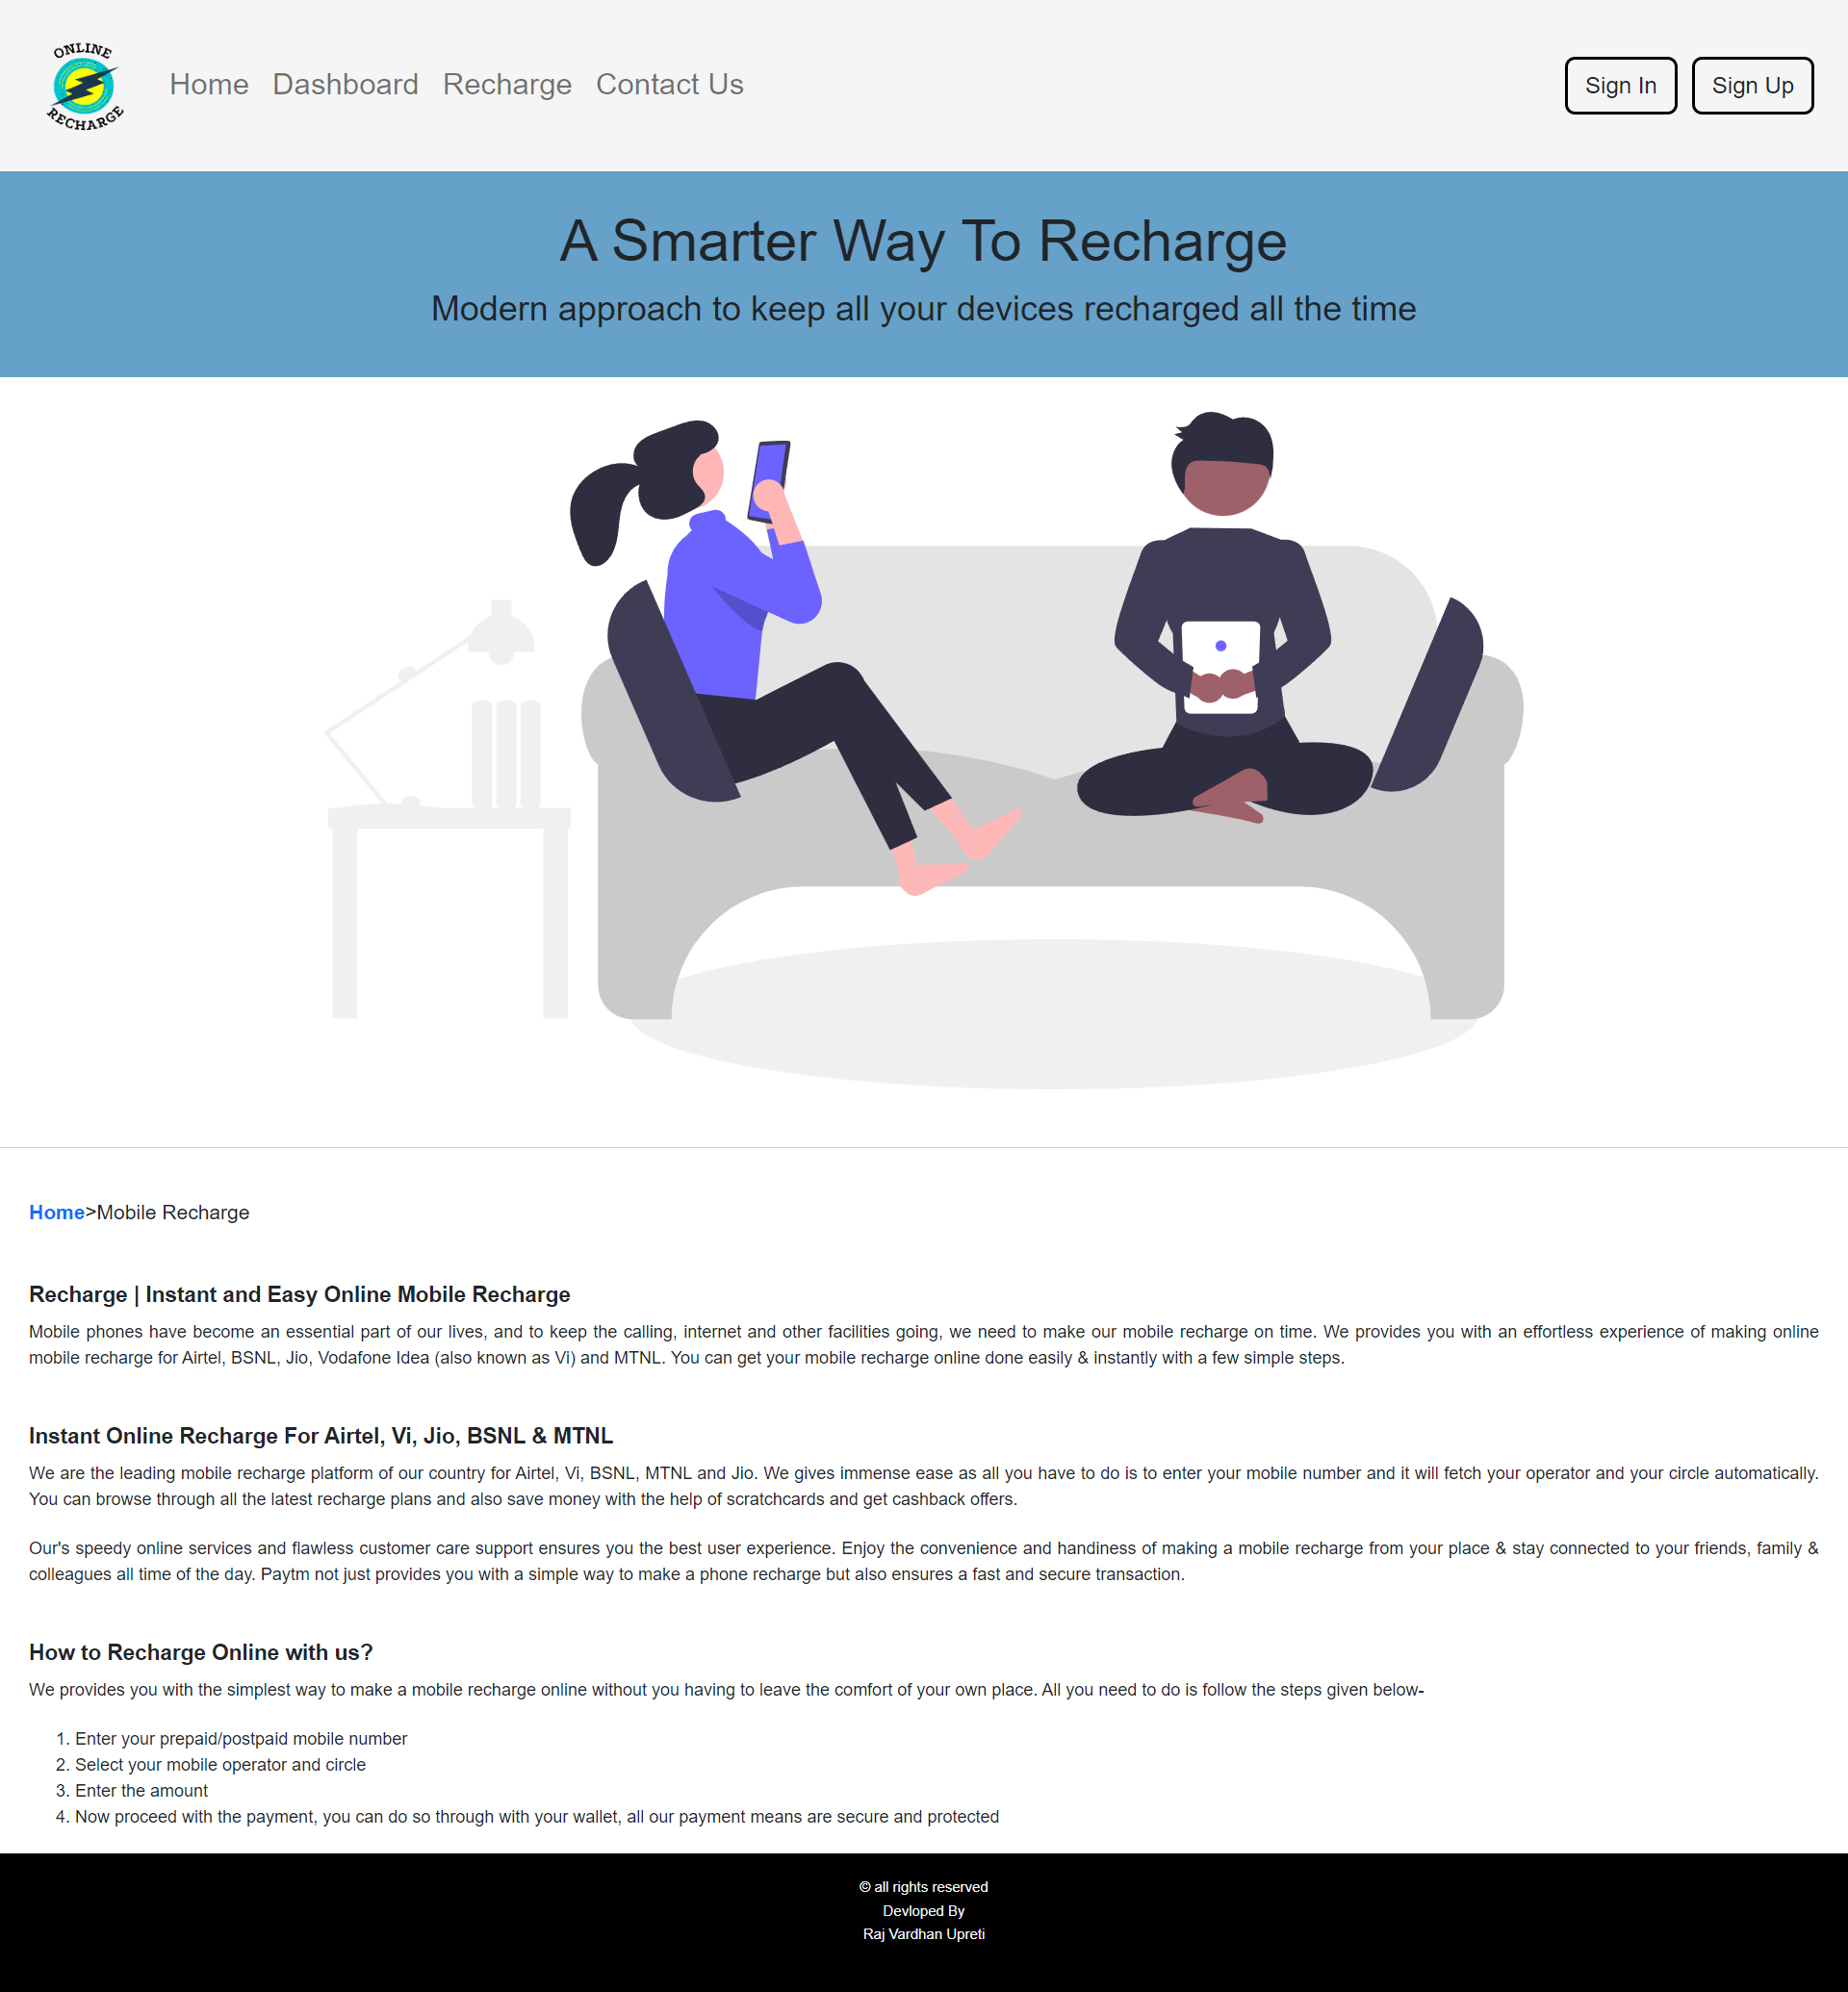 ONLINE
RECHARGE
Home Dashboard Recharge Contact Us
Sign In Sign Up
A Smarter Way To Recharge
Modern approach to keep all your devices recharged all the time
Home>Mobile Recharge
Recharge | Instant and Easy Online Mobile Recharge
Mobile phones have become an essential part of our lives, and to keep the calling, internet and other facilities going, we need to make our mobile recharge on time. We provides you with an effortless experience of making online
mobile recharge for Airtel, BSNL, Jio, Vodafone Idea (also known as Vi) and MTNL. You can get your mobile recharge online done easily & instantly with a few simple steps.
Instant Online Recharge For Airtel, Vi, Jio, BSNL & MTNL
We are the leading mobile recharge platform of our country for Airtel, Vi, BSNL, MTNL and Jio. We gives immense ease as all you have to do is to enter your mobile number and it will fetch your operator and your circle automatically.
You can browse through all the latest recharge plans and also save money with the help of scratchcards and get cashback offers.
Our's speedy online services and flawless customer care support ensures you the best user experience. Enjoy the convenience and handiness of making a mobile recharge from your place & stay connected to your friends, family &
colleagues all time of the day. Paytm not just provides you with a simple way to make a phone recharge but also ensures a fast and secure transaction.
How to Recharge Online with us?
We provides you with the simplest way to make a mobile recharge online without you having to leave the comfort of your own place. All you need to do is follow the steps given below-
1. Enter your prepaid/postpaid mobile number
2. Select your mobile operator and circle
3. Enter the amount
4. Now proceed with the payment, you can do so through with your wallet, all our payment means are secure and protected
© all rights reserved
Devloped By
Raj Vardhan Upreti